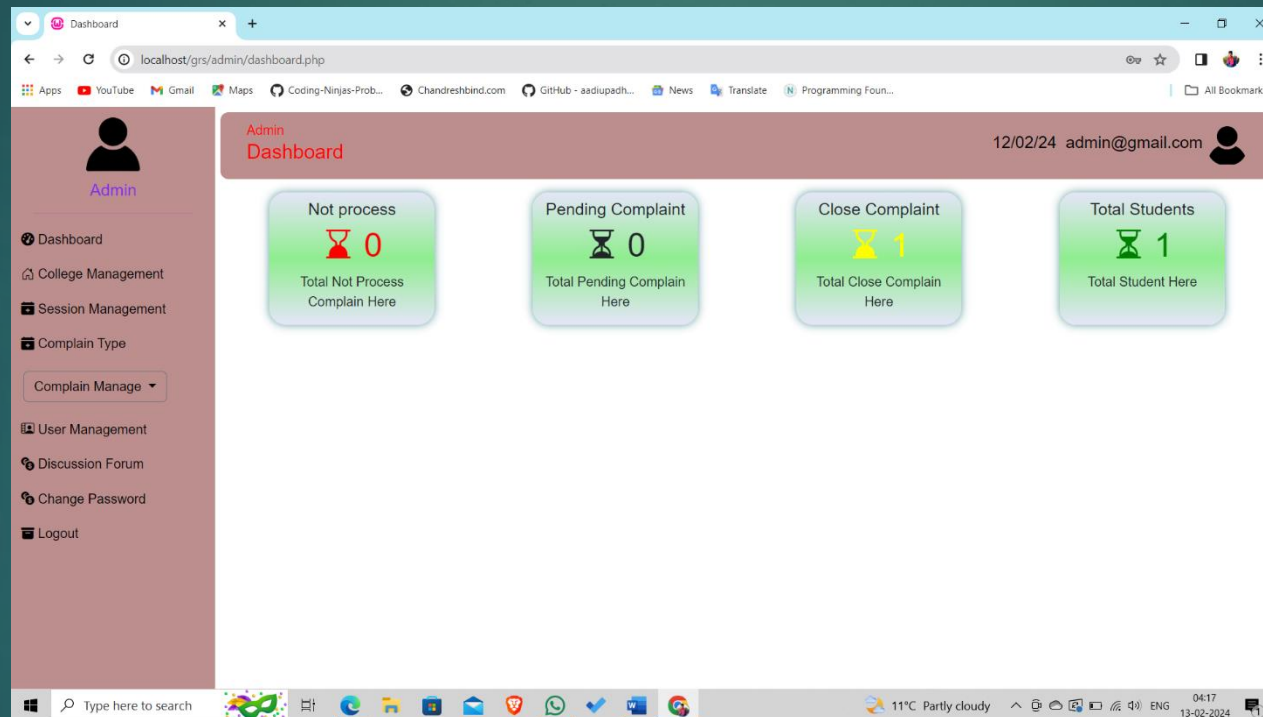 Dashboard
localhost/grs/admin/dashboard.php
Apps YouTube Gmail Maps Coding-Ninjas-Prob... Chandreshbind.com GitHub - aadiupadh... News Translate Programming Foun... All Bookmark
Admin
Dashboard
College Management
Session Management
Complain Type
Complain Manage
User Management
Discussion Forum
Change Password
Logout
Admin
Dashboard
12/02/24 admin@gmail.com
Not process
0
Total Not Process
Complain Here
Pending Complaint
0
Total Pending Complain
Here
Close Complaint
1
Total Close Complain
Here
Total Students
1
Total Student Here
Type here to search
11°C Partly cloudy
ENG
04:17
13-02-2024